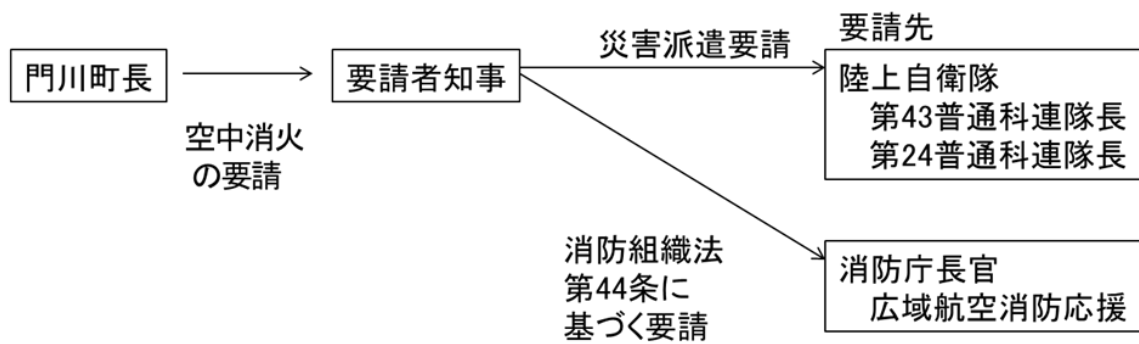 門川町長
空中消火
の要請
要請者知事
災害派遣要請
要請先
陸上自衛隊
第43普通科連隊長
第24普通科連隊長
消防組織法
第44条に
基づく要請
消防庁長官
広域航空消防応援